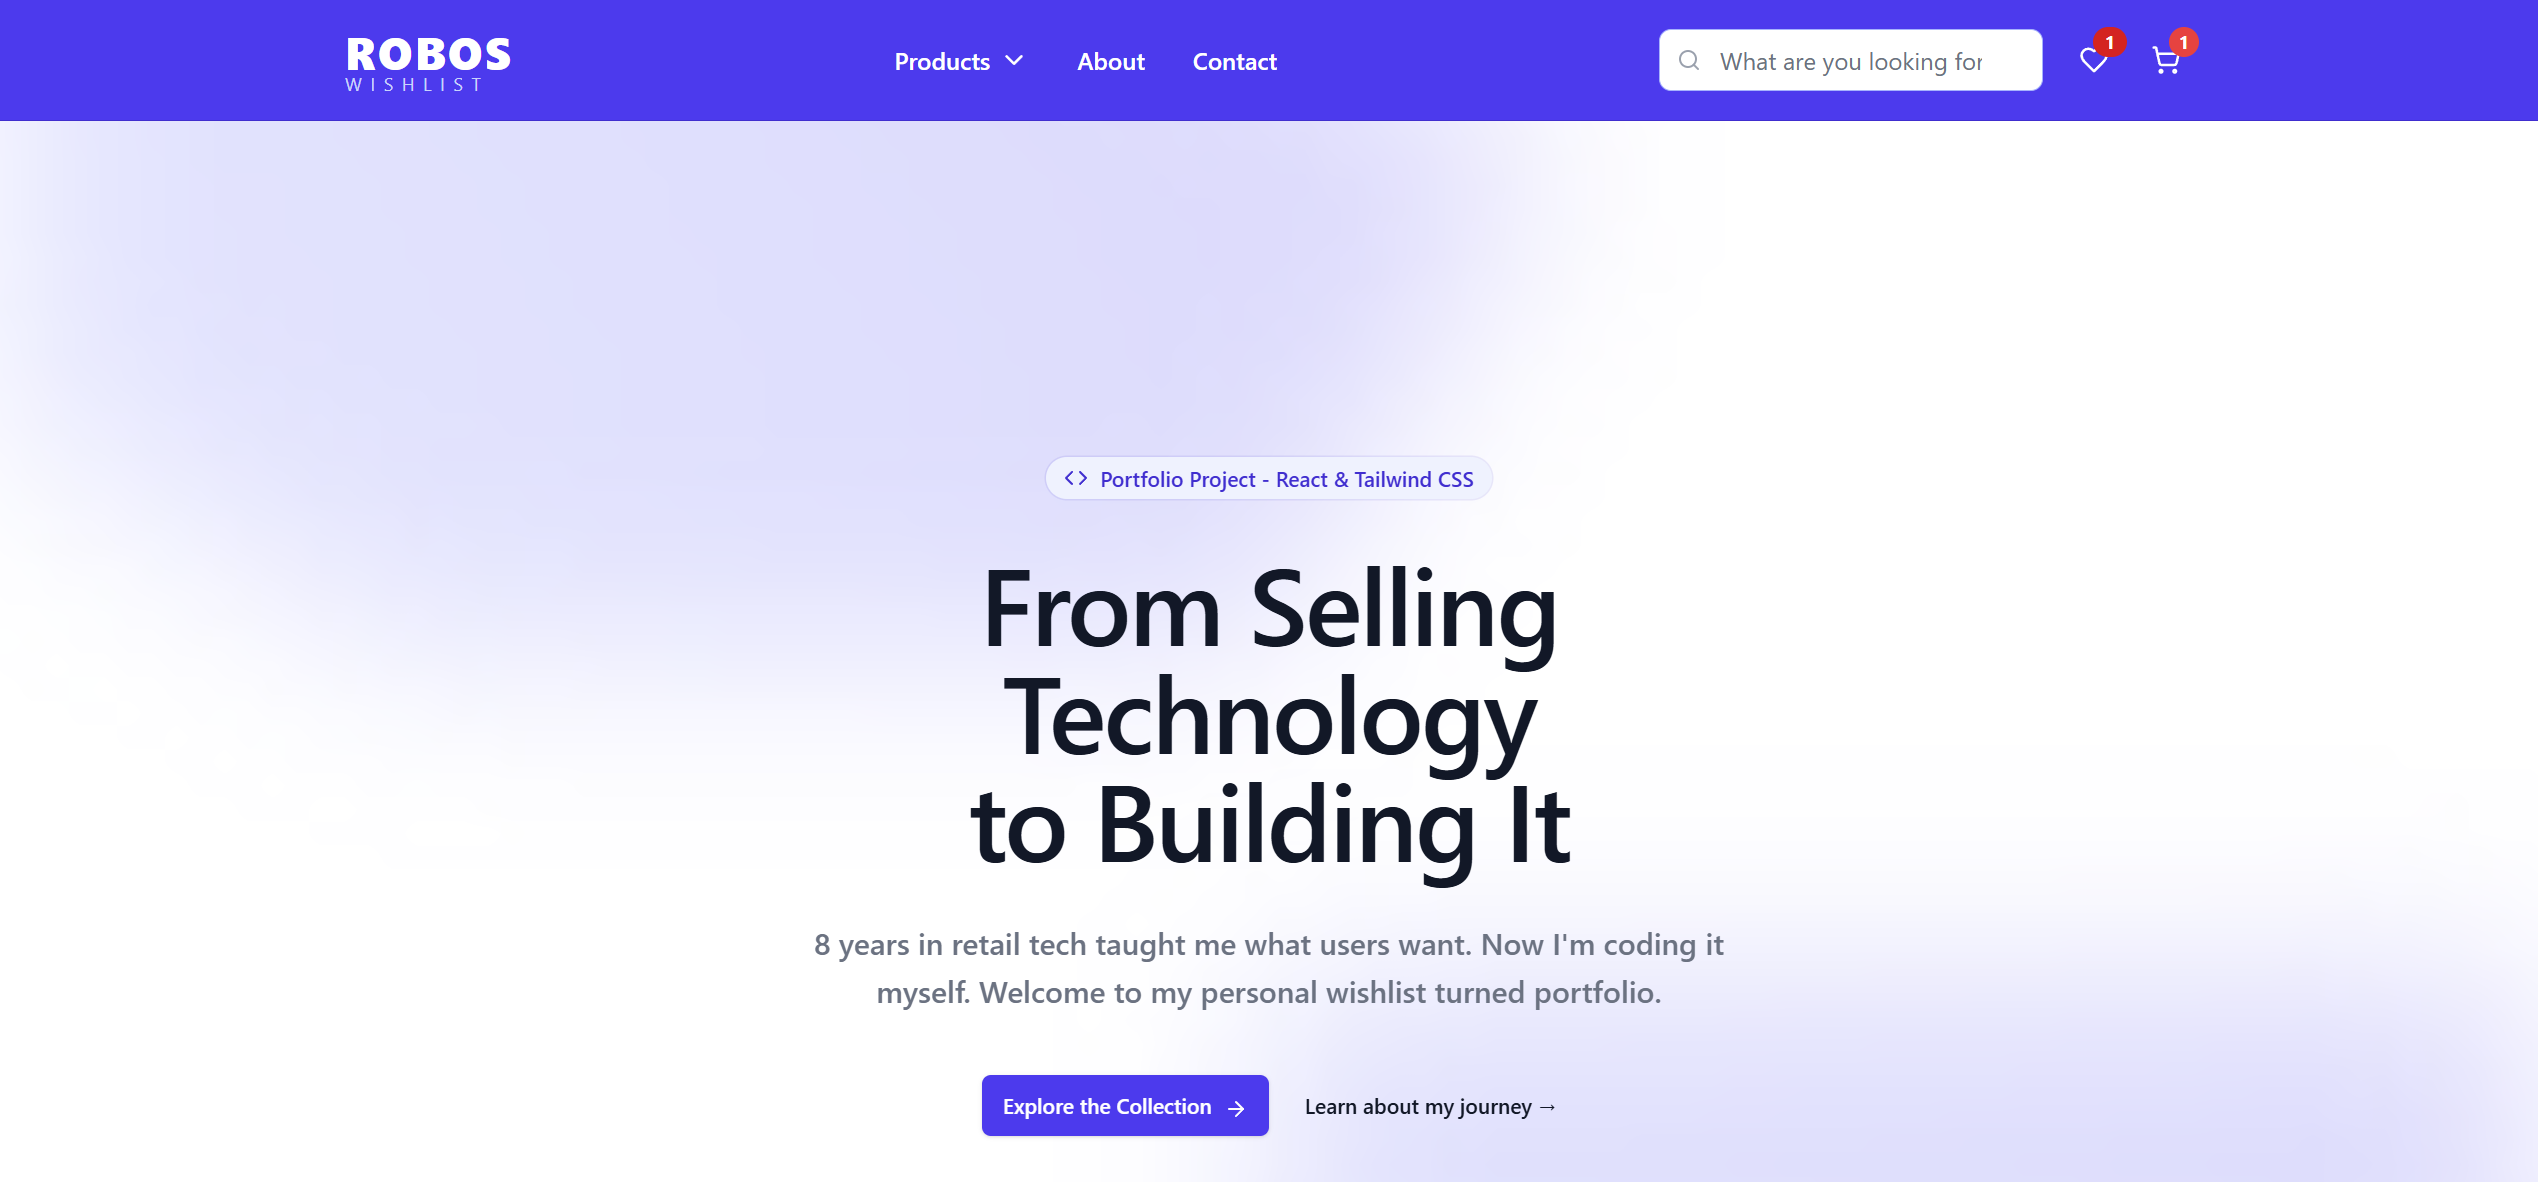 ROBOS
WISHLIST
Products
About
Contact
What are you looking for
1
1
Portfolio Project - React & Tailwind CSS
From Selling
Technology
to Building It
8 years in retail tech taught me what users want. Now I'm coding it
myself. Welcome to my personal wishlist turned portfolio.
Explore the Collection →
Learn about my journey →